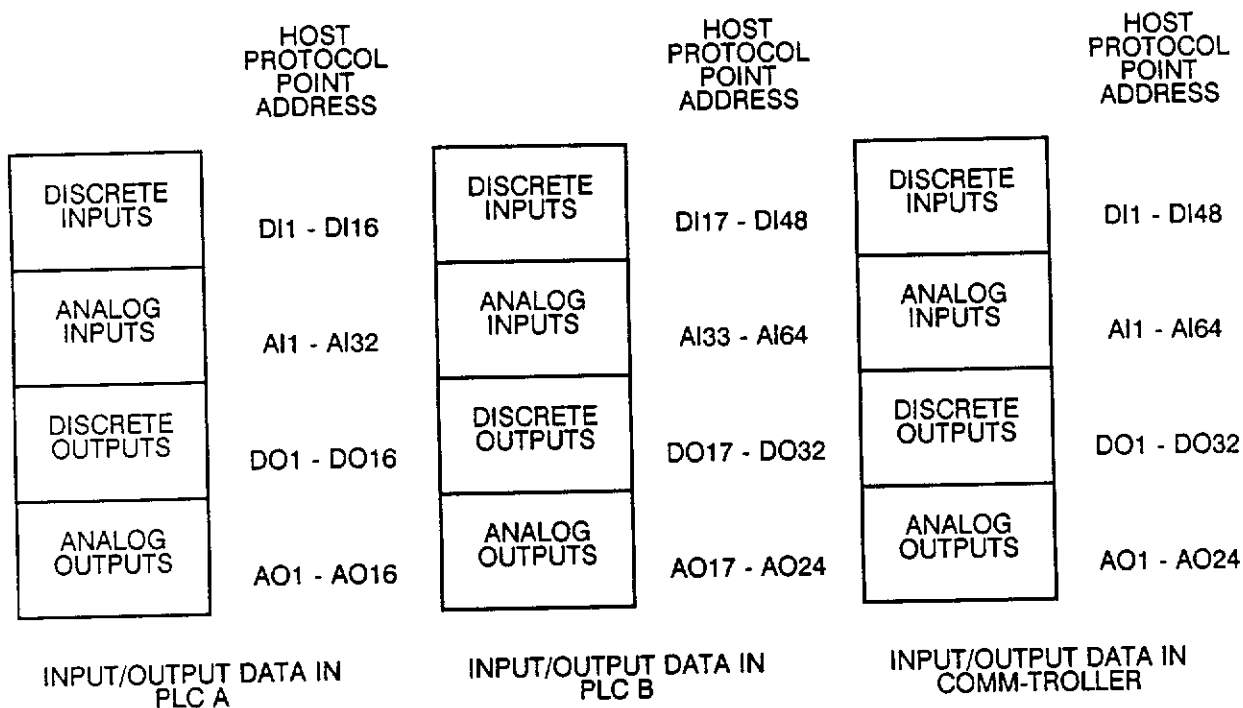 HOST
PROTOCOL
POINT
ADDRESS
DISCRETE
INPUTS
DI1 - DI16
ANALOG
INPUTS
AI1 - AI32
DISCRETE
OUTPUTS
DO1 - DO16
ANALOG
OUTPUTS
AO1 - AO16
INPUT/OUTPUT DATA IN
PLC A
HOST
PROTOCOL
POINT
ADDRESS
DISCRETE
INPUTS
DI17 - DI48
ANALOG
INPUTS
AI33 - AI64
DISCRETE
OUTPUTS
DO17 - DO32
ANALOG
OUTPUTS
AO17 - AO24
INPUT/OUTPUT DATA IN
PLC B
HOST
PROTOCOL
POINT
ADDRESS
DISCRETE
INPUTS
DI1 - DI48
ANALOG
INPUTS
AI1 - AI64
DISCRETE
OUTPUTS
DO1 - DO32
ANALOG
OUTPUTS
AO1 - AO24
INPUT/OUTPUT DATA IN
COMM-TROLLER